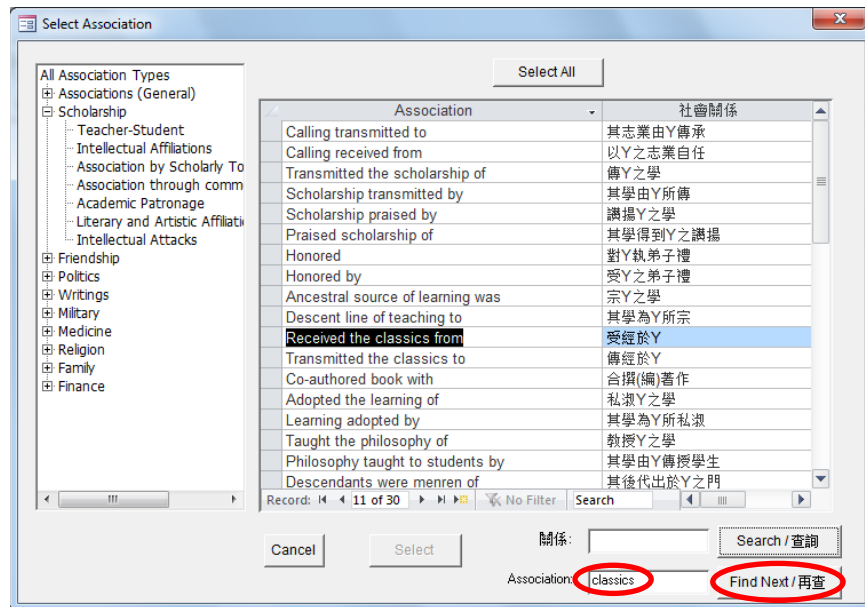 Select Association
x
Select All
All Association Types
Associations (General)
Scholarship
Teacher-Student
Intellectual Affiliations
Association by Scholarly To
Association through comm
Academic Patronage
Literary and Artistic Affiliati
Intellectual Attacks
Friendship
Politics
Writings
Military
Medicine
Religion
Family
Finance
Association 社會關係
Calling transmitted to 其志業由Y傳承
Calling received from 以Y之志業自任
Transmitted the scholarship of 傳Y之學
Scholarship transmitted by 其學由Y所傳
Scholarship praised by 講揚Y之學
Praised scholarship of 其學得到Y之講揚
Honored 對Y執弟子禮
Honored by 受Y之弟子禮
Ancestral source of learning was 宗Y之學
Descent line of teaching to 其學為Y所宗
Received the classics from 受經於Y
Transmitted the classics to 傳經於Y
Co-authored book with 合撰(編)著作
Adopted the learning of 私淑Y之學
Learning adopted by 其學為Y所私淑
Taught the philosophy of 教授Y之學
Philosophy taught to students by 其學由Y傳授學生
Descendants were menren of 其後代出於Y之門
Record: 11 of 30 No Filter Search
Cancel Select
關係: Search / 查詢
Association: classics Find Next / 再查